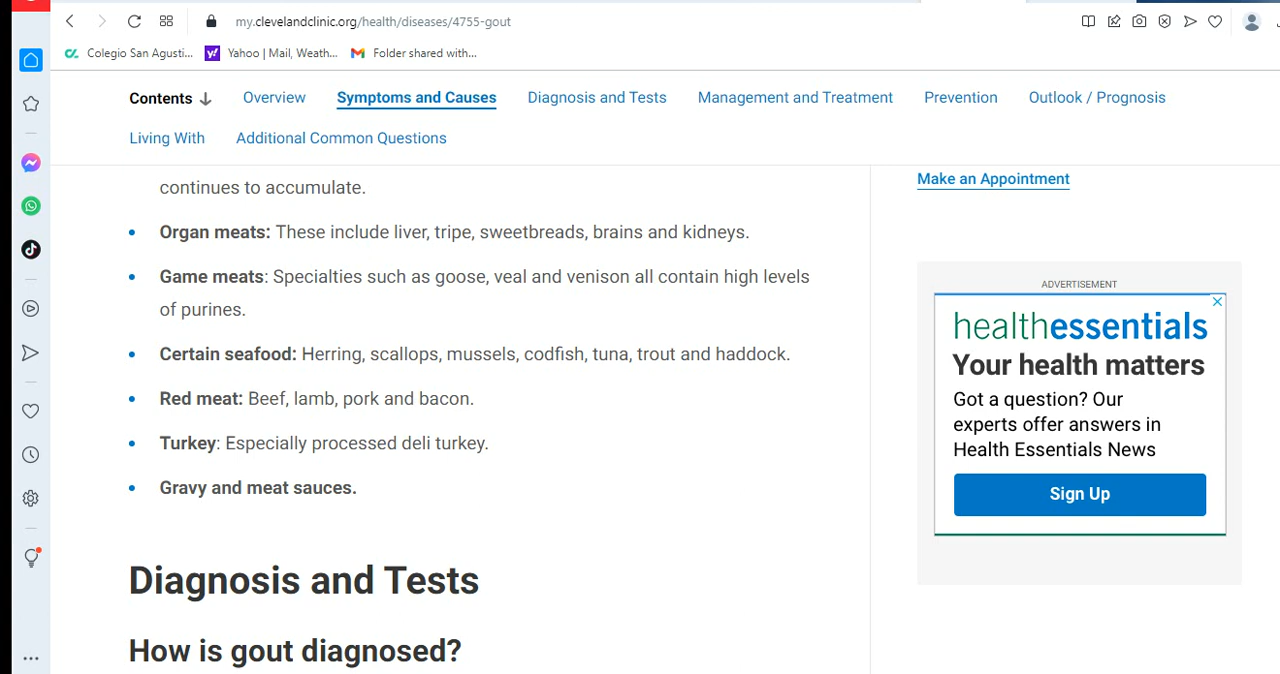 my.clevelandclinic.org/health/diseases/4755-gout
Colegio San Agusti... Yahoo | Mail, Weath... Folder shared with...
Contents ↓ Overview Symptoms and Causes Diagnosis and Tests Management and Treatment Prevention Outlook / Prognosis
Living With Additional Common Questions
continues to accumulate.
• Organ meats: These include liver, tripe, sweetbreads, brains and kidneys.
• Game meats: Specialties such as goose, veal and venison all contain high levels
of purines.
• Certain seafood: Herring, scallops, mussels, codfish, tuna, trout and haddock.
• Red meat: Beef, lamb, pork and bacon.
• Turkey: Especially processed deli turkey.
• Gravy and meat sauces.
Diagnosis and Tests
How is gout diagnosed?
Make an Appointment
ADVERTISEMENT
healthessentials
Your health matters
Got a question? Our
experts offer answers in
Health Essentials News
Sign Up